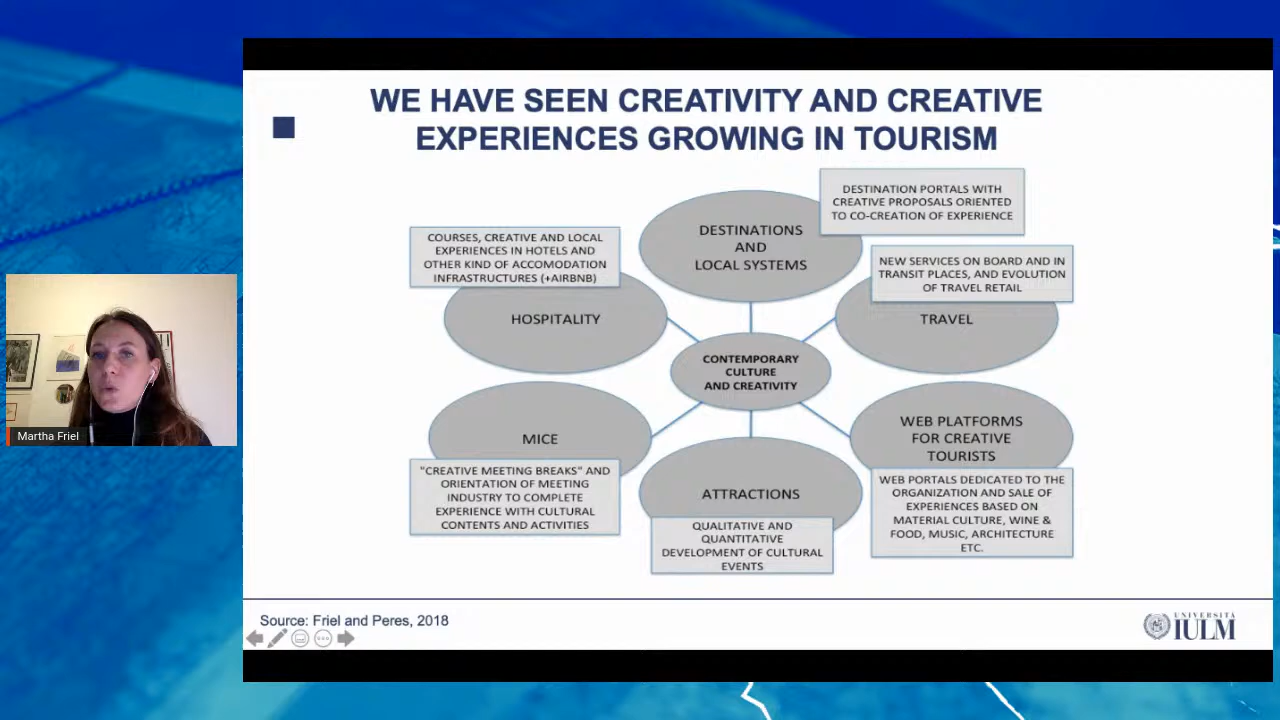 WE HAVE SEEN CREATIVITY AND CREATIVE
EXPERIENCES GROWING IN TOURISM
DESTINATION PORTALS WITH
CREATIVE PROPOSALS ORIENTED
TO CO-CREATION OF EXPERIENCE
DESTINATIONS
AND
LOCAL SYSTEMS
COURSES, CREATIVE AND LOCAL
EXPERIENCES IN HOTELS AND
OTHER KIND OF ACCOMODATION
INFRASTRUCTURES (+AIRBNB)
HOSPITALITY
NEW SERVICES ON BOARD AND IN
TRANSIT PLACES, AND EVOLUTION
OF TRAVEL RETAIL
TRAVEL
CONTEMPORARY
CULTURE
AND CREATIVITY
MICE
"CREATIVE MEETING BREAKS" AND
ORIENTATION OF MEETING
INDUSTRY TO COMPLETE
EXPERIENCE WITH CULTURAL
CONTENTS AND ACTIVITIES
ATTRACTIONS
QUALITATIVE AND
QUANTITATIVE
DEVELOPMENT OF CULTURAL
EVENTS
WEB PLATFORMS
FOR CREATIVE
TOURISTS
WEB PORTALS DEDICATED TO THE
ORGANIZATION AND SALE OF
EXPERIENCES BASED ON
MATERIAL CULTURE, WINE &
FOOD, MUSIC, ARCHITECTURE
ETC.
Martha Friel
Source: Friel and Peres, 2018
UNIVERSITÀ
IULM